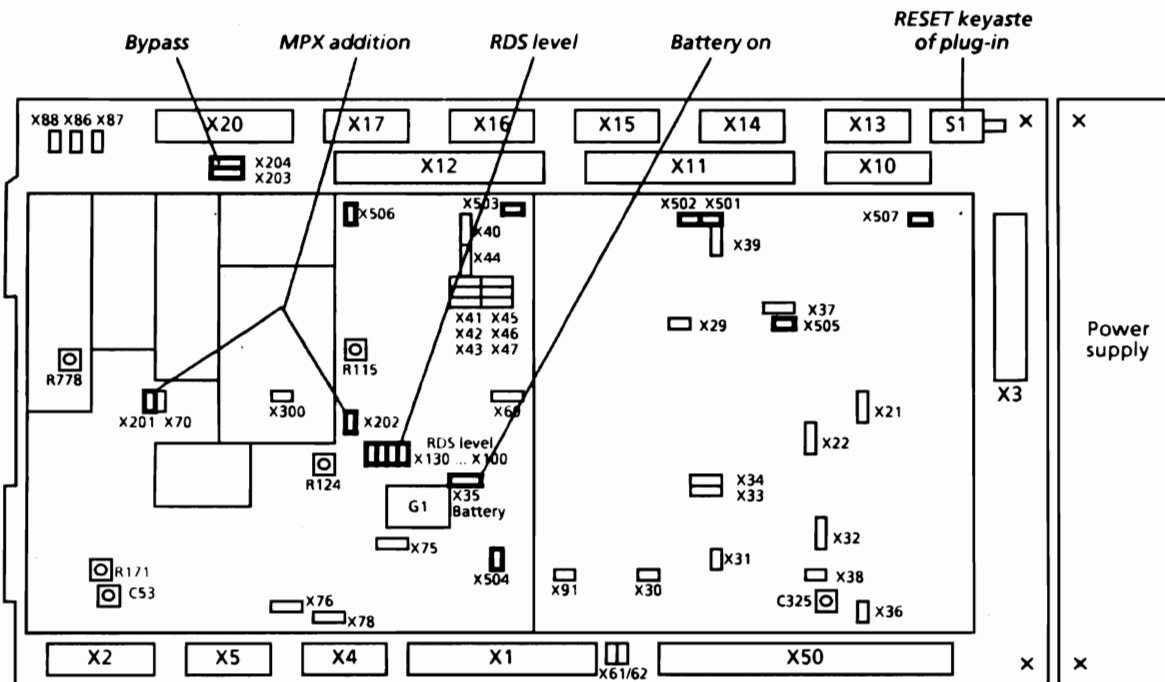 RESET keyaste
of plug-in
Bypass
MPX addition
RDS level
Battery on
X88 X86 X87
X20
X17
X16
X15
X14
X13
S1
X204
X203
X12
X11
X10
X506
X503
X40
X44
X502 X501
X39
X507
X41 X45
X42 X46
X43 X47
X29
X37
X505
Power
supply
R778
R115
X3
X201
X70
X300
X202
X60
X21
X22
RDS level
X130 ... X100
R124
X35
Battery
G1
X34
X33
X75
X504
X32
X31
X38
R171
C53
X91
X30
C325
X36
X76
X78
X2
X5
X4
X1
X61/62
X50